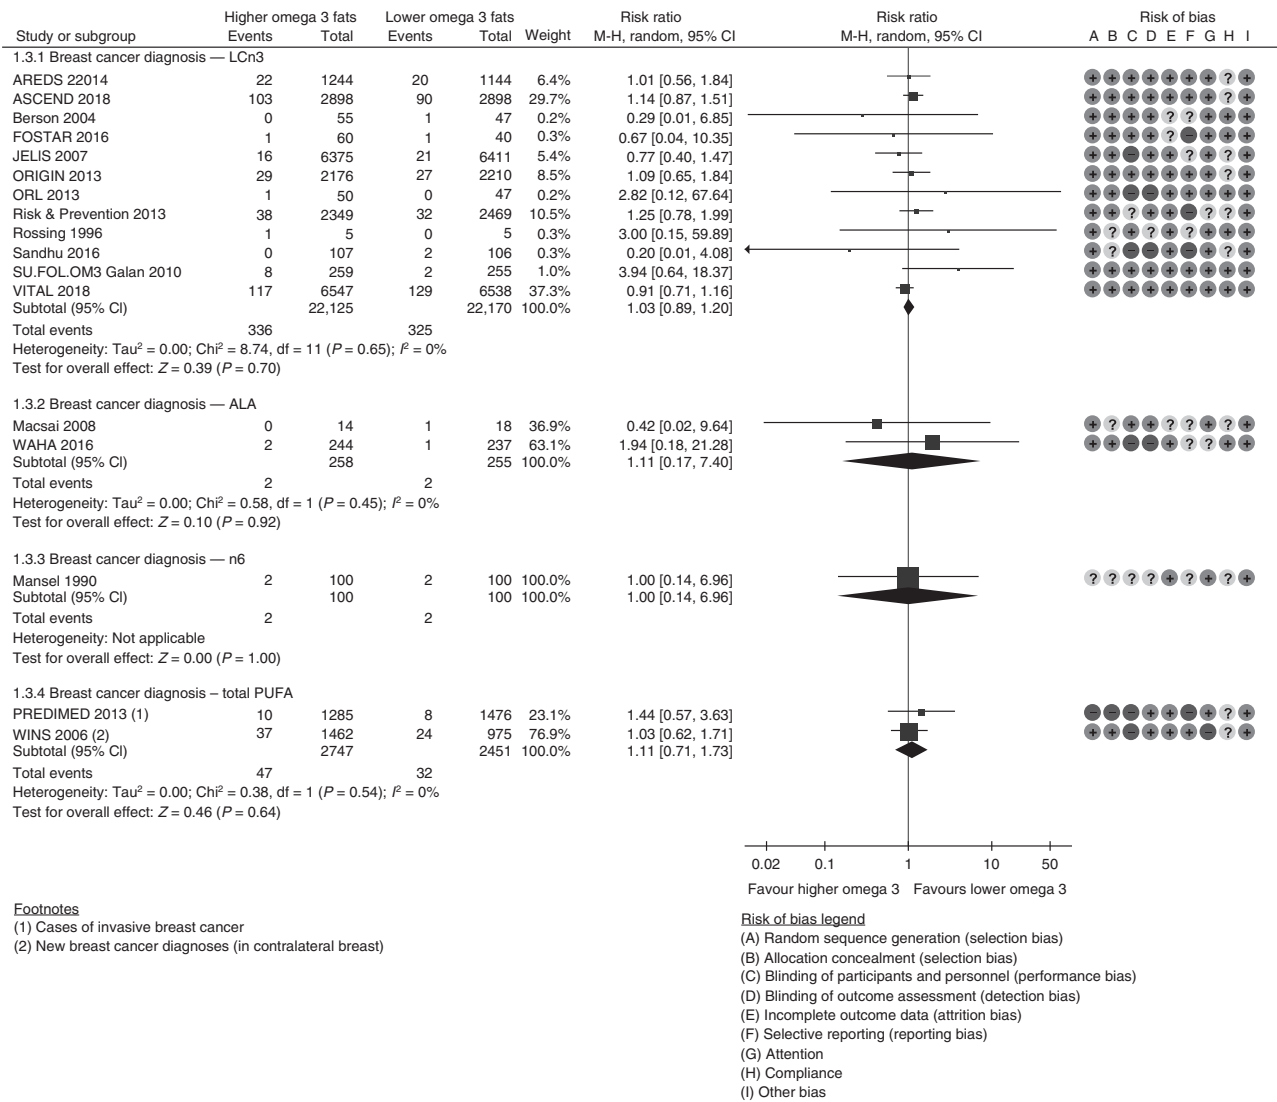 Higher omega 3 fats Lower omega 3 fats Risk ratio Risk ratio Risk of bias
Study or subgroup Events Total Events Total Weight M-H, random, 95% CI M-H, random, 95% CI A B C D E F G H I
1.3.1 Breast cancer diagnosis — LCn3
AREDS 22014 22 1244 20 1144 6.4% 1.01 [0.56, 1.84] + + + + + + + ? +
ASCEND 2018 103 2898 90 2898 29.7% 1.14 [0.87, 1.51] + + + + + + + ? +
Berson 2004 0 55 1 47 0.2% 0.29 [0.01, 6.85] + + + + ? ? + + +
FOSTAR 2016 1 60 1 40 0.3% 0.67 [0.04, 10.35] + + + + ? − + + +
JELIS 2007 16 6375 21 6411 5.4% 0.77 [0.40, 1.47] + + − + + ? + ? +
ORIGIN 2013 29 2176 27 2210 8.5% 1.09 [0.65, 1.84] + + + + + + + ? +
ORL 2013 1 50 0 47 0.2% 2.82 [0.12, 67.64] + + − − + + + + +
Risk & Prevention 2013 38 2349 32 2469 10.5% 1.25 [0.78, 1.99] + + ? + + − ? ? +
Rossing 1996 1 5 0 5 0.3% 3.00 [0.15, 59.89] + ? + ? + ? + + +
Sandhu 2016 0 107 2 106 0.3% 0.20 [0.01, 4.08] + ? − − + − + + +
SU.FOL.OM3 Galan 2010 8 259 2 255 1.0% 3.94 [0.64, 18.37] + + + + + + + + +
VITAL 2018 117 6547 129 6538 37.3% 0.91 [0.71, 1.16] + + + + + + + + +
Subtotal (95% CI) 22,125 22,170 100.0% 1.03 [0.89, 1.20]
Total events 336 325
Heterogeneity: Tau² = 0.00; Chi² = 8.74, df = 11 (P = 0.65); I² = 0%
Test for overall effect: Z = 0.39 (P = 0.70)
1.3.2 Breast cancer diagnosis — ALA
Macsai 2008 0 14 1 18 36.9% 0.42 [0.02, 9.64] + ? + + ? ? + ? +
WAHA 2016 2 244 1 237 63.1% 1.94 [0.18, 21.28] + + − − + ? ? + +
Subtotal (95% CI) 258 255 100.0% 1.11 [0.17, 7.40]
Total events 2 2
Heterogeneity: Tau² = 0.00; Chi² = 0.58, df = 1 (P = 0.45); I² = 0%
Test for overall effect: Z = 0.10 (P = 0.92)
1.3.3 Breast cancer diagnosis — n6
Mansel 1990 2 100 2 100 100.0% 1.00 [0.14, 6.96] ? ? ? ? + ? + ? +
Subtotal (95% CI) 100 100 100.0% 1.00 [0.14, 6.96]
Total events 2 2
Heterogeneity: Not applicable
Test for overall effect: Z = 0.00 (P = 1.00)
1.3.4 Breast cancer diagnosis – total PUFA
PREDIMED 2013 (1) 10 1285 8 1476 23.1% 1.44 [0.57, 3.63] − − − + + − + ? +
WINS 2006 (2) 37 1462 24 975 76.9% 1.03 [0.62, 1.71] + + − + + + − ? +
Subtotal (95% CI) 2747 2451 100.0% 1.11 [0.71, 1.73]
Total events 47 32
Heterogeneity: Tau² = 0.00; Chi² = 0.38, df = 1 (P = 0.54); I² = 0%
Test for overall effect: Z = 0.46 (P = 0.64)
0.02 0.1 1 10 50
Favour higher omega 3 Favours lower omega 3
Footnotes
(1) Cases of invasive breast cancer
(2) New breast cancer diagnoses (in contralateral breast)
Risk of bias legend
(A) Random sequence generation (selection bias)
(B) Allocation concealment (selection bias)
(C) Blinding of participants and personnel (performance bias)
(D) Blinding of outcome assessment (detection bias)
(E) Incomplete outcome data (attrition bias)
(F) Selective reporting (reporting bias)
(G) Attention
(H) Compliance
(I) Other bias